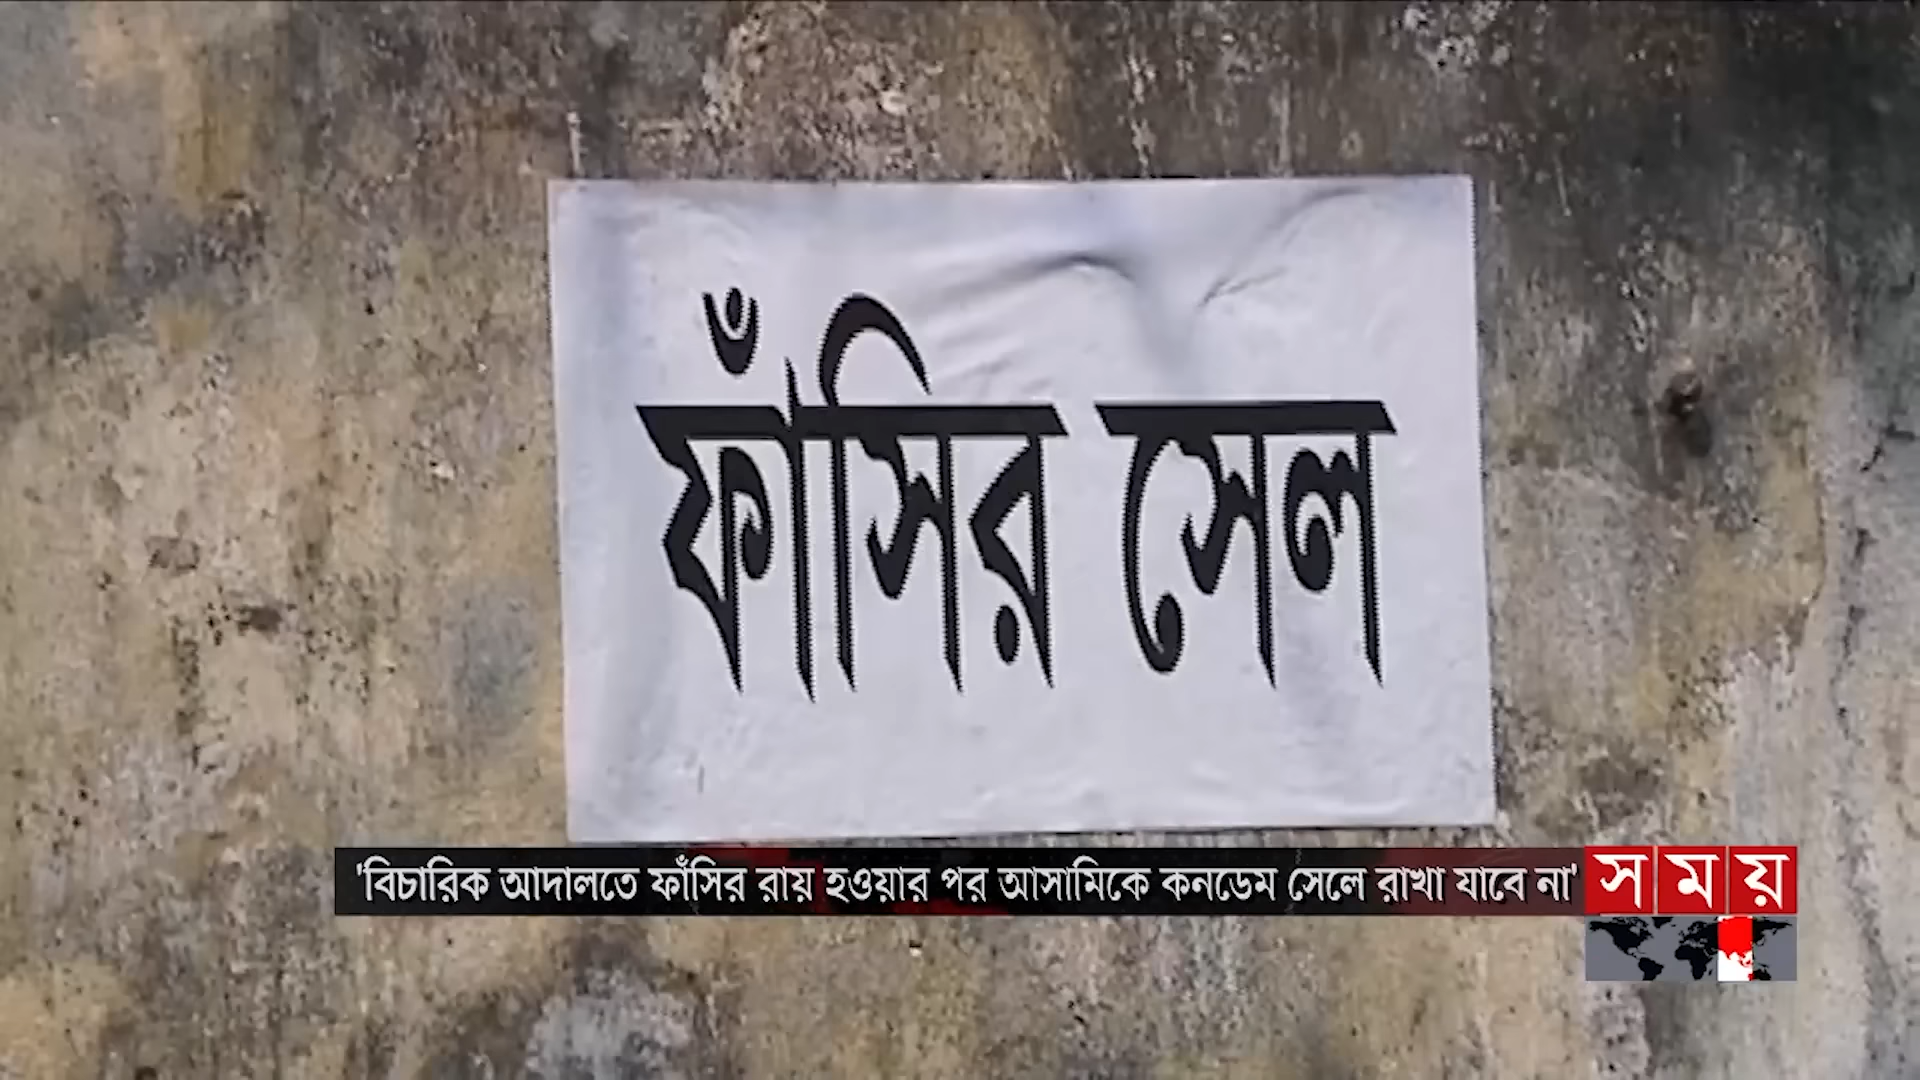 ফাঁসির সেল
'বিচারিক আদালতে ফাঁসির রায় হওয়ার পর আসামিকে কনডেম সেলে রাখা যাবে না'
সময়